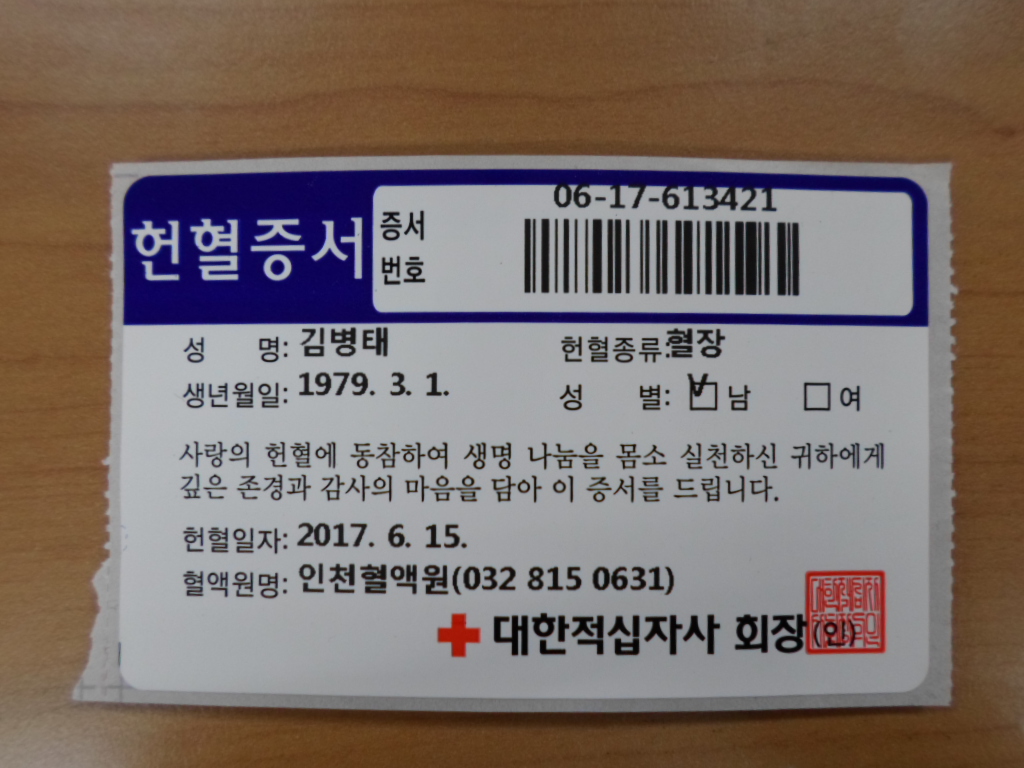 06-17-613421
헌혈증서 증서
번호
성 명: 김병태 헌혈종류:혈장
생년월일: 1979. 3. 1. 성 별: 남 여
사랑의 헌혈에 동참하여 생명 나눔을 몸소 실천하신 귀하에게
깊은 존경과 감사의 마음을 담아 이 증서를 드립니다.
헌혈일자: 2017. 6. 15.
혈액원명: 인천혈액원(032 815 0631)
대한적십자사 회장(인)